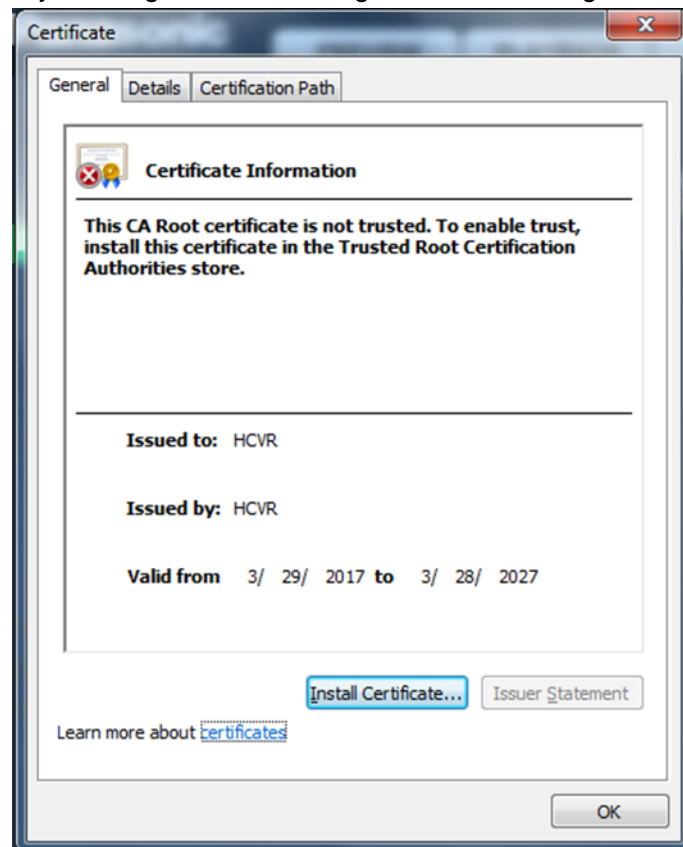 Certificate
General Details Certification Path
Certificate Information
This CA Root certificate is not trusted. To enable trust,
install this certificate in the Trusted Root Certification
Authorities store.
Issued to: HCVR
Issued by: HCVR
Valid from 3/ 29/ 2017 to 3/ 28/ 2027
Install Certificate... Issuer Statement
Learn more about certificates
OK